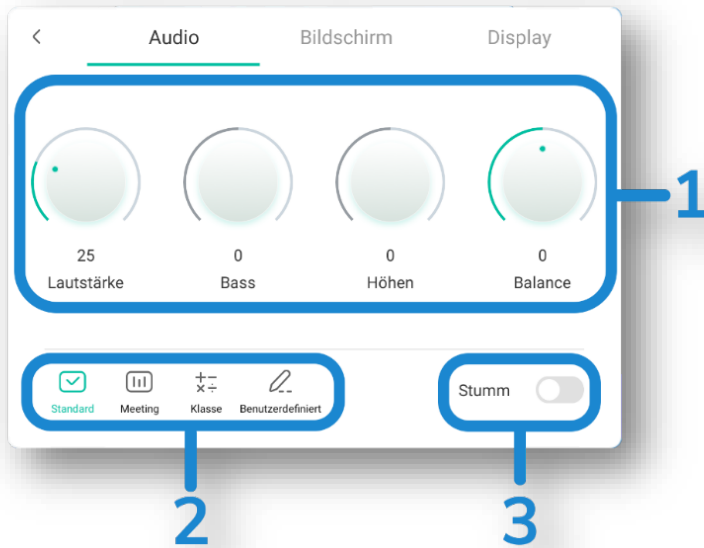 Audio Bildschirm Display
25 0 0 0
Lautstärke Bass Höhen Balance
1
Standard Meeting Klasse Benutzerdefiniert
Stumm
2 3